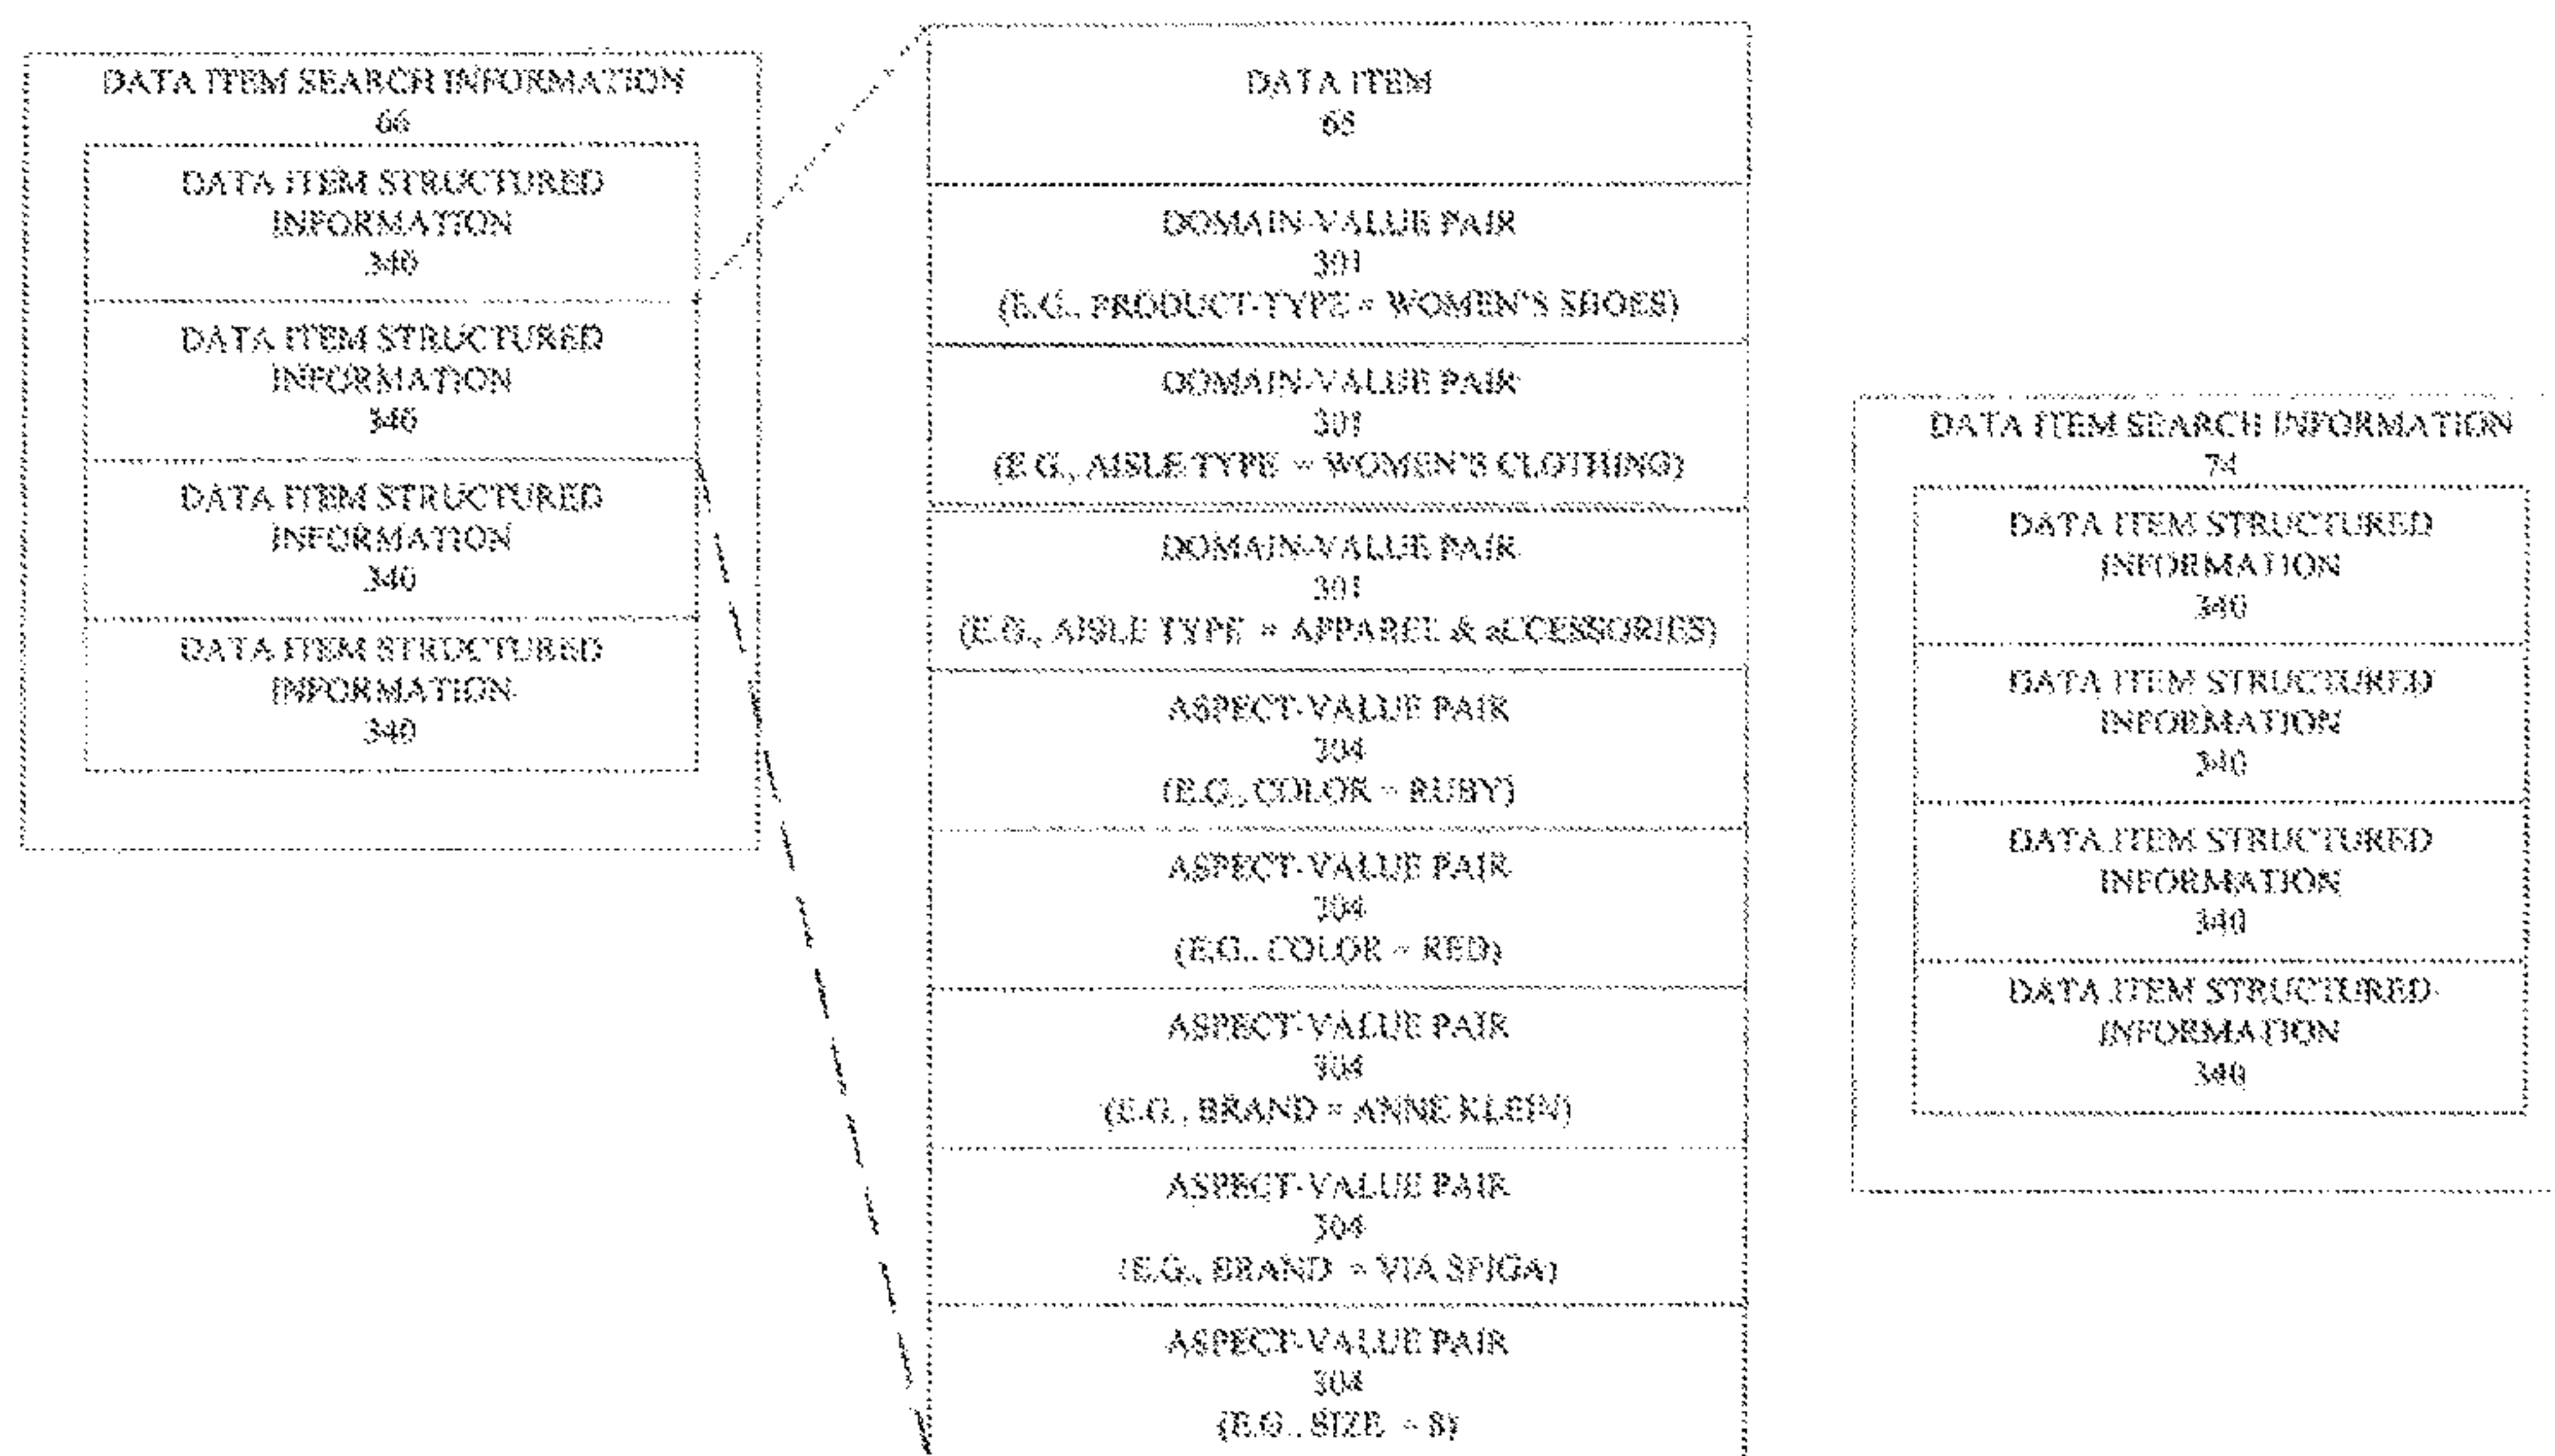 DATA ITEM SEARCH INFORMATION
66
DATA ITEM STRUCTURED
INFORMATION
340
DATA ITEM STRUCTURED
INFORMATION
340
DATA ITEM STRUCTURED
INFORMATION
340
DATA ITEM STRUCTURED
INFORMATION
340
DATA ITEM
68
DOMAIN-VALUE PAIR
301
(E.G., PRODUCT-TYPE = WOMEN'S SHOES)
DOMAIN-VALUE PAIR
301
(E.G., AISLE TYPE = WOMEN'S CLOTHING)
DOMAIN-VALUE PAIR
301
(E.G., AISLE TYPE = APPAREL & aCCESSORIES)
ASPECT-VALUE PAIR
304
(E.G., COLOR = RUBY)
ASPECT-VALUE PAIR
304
(E.G., COLOR = RED)
ASPECT-VALUE PAIR
304
(E.G., BRAND = ANNE KLEIN)
ASPECT-VALUE PAIR
304
(E.G., BRAND = VIA SPIGA)
ASPECT-VALUE PAIR
304
(E.G., SIZE = 8)
DATA ITEM SEARCH INFORMATION
74
DATA ITEM STRUCTURED
INFORMATION
340
DATA ITEM STRUCTURED
INFORMATION
340
DATA ITEM STRUCTURED
INFORMATION
340
DATA ITEM STRUCTURED
INFORMATION
340